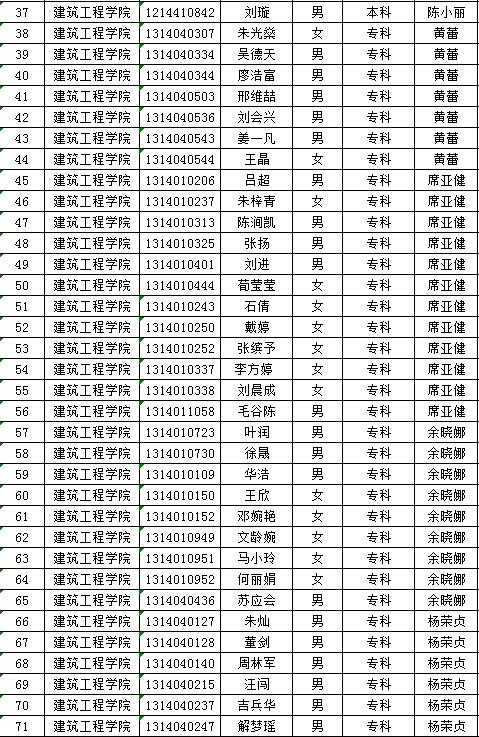 37 建筑工程学院 1214410842 刘璇 男 本科 陈小丽
38 建筑工程学院 1314040307 朱光燊 女 专科 黄蕃
39 建筑工程学院 1314040334 吴德天 男 专科 黄蕃
40 建筑工程学院 1314040344 廖浩富 男 专科 黄蕃
41 建筑工程学院 1314040503 邢维喆 男 专科 黄蕃
42 建筑工程学院 1314040536 刘会兴 男 专科 黄蕃
43 建筑工程学院 1314040543 姜一凡 男 专科 黄蕃
44 建筑工程学院 1314040544 王晶 女 专科 黄蕃
45 建筑工程学院 1314010206 吕超 男 专科 席亚健
46 建筑工程学院 1314010237 朱梓青 女 专科 席亚健
47 建筑工程学院 1314010313 陈涧凯 男 专科 席亚健
48 建筑工程学院 1314010325 张扬 男 专科 席亚健
49 建筑工程学院 1314010401 刘进 男 专科 席亚健
50 建筑工程学院 1314010444 荀莹莹 女 专科 席亚健
51 建筑工程学院 1314010243 石倩 女 专科 席亚健
52 建筑工程学院 1314010250 戴婷 女 专科 席亚健
53 建筑工程学院 1314010252 张缤予 女 专科 席亚健
54 建筑工程学院 1314010337 李方婷 女 专科 席亚健
55 建筑工程学院 1314010338 刘晨成 女 专科 席亚健
56 建筑工程学院 1314011058 毛谷陈 男 专科 席亚健
57 建筑工程学院 1314010723 叶润 男 专科 余晓娜
58 建筑工程学院 1314010730 徐晟 男 专科 余晓娜
59 建筑工程学院 1314010109 华浩 男 专科 余晓娜
60 建筑工程学院 1314010150 王欣 女 专科 余晓娜
61 建筑工程学院 1314010152 邓婉艳 女 专科 余晓娜
62 建筑工程学院 1314010949 文龄婉 女 专科 余晓娜
63 建筑工程学院 1314010951 马小玲 女 专科 余晓娜
64 建筑工程学院 1314010952 何丽娟 女 专科 余晓娜
65 建筑工程学院 1314040436 苏应会 男 专科 余晓娜
66 建筑工程学院 1314040127 朱灿 男 专科 杨荣贞
67 建筑工程学院 1314040128 董剑 男 专科 杨荣贞
68 建筑工程学院 1314040140 周林军 男 专科 杨荣贞
69 建筑工程学院 1314040215 汪闯 男 专科 杨荣贞
70 建筑工程学院 1314040237 吉兵华 男 专科 杨荣贞
71 建筑工程学院 1314040247 解梦瑶 男 专科 杨荣贞